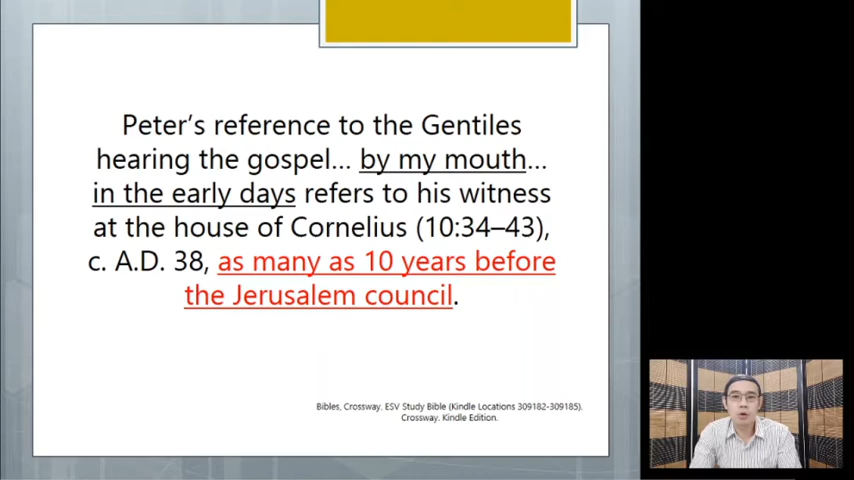 Peter's reference to the Gentiles
hearing the gospel... by my mouth...
in the early days refers to his witness
at the house of Cornelius (10:34–43),
c. A.D. 38, as many as 10 years before
the Jerusalem council.
Bibles, Crossway. ESV Study Bible (Kindle Locations 309182-309185).
Crossway. Kindle Edition.